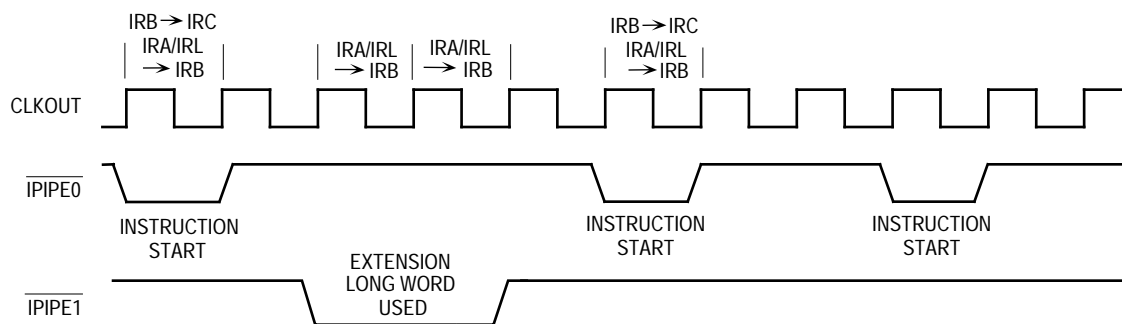 IRB → IRC
IRA/IRL
→ IRB
IRA/IRL
→ IRB
IRA/IRL
→ IRB
IRB → IRC
IRA/IRL
→ IRB
CLKOUT
IPIPE0
INSTRUCTION
START
INSTRUCTION
START
INSTRUCTION
START
EXTENSION
LONG WORD
USED
IPIPE1